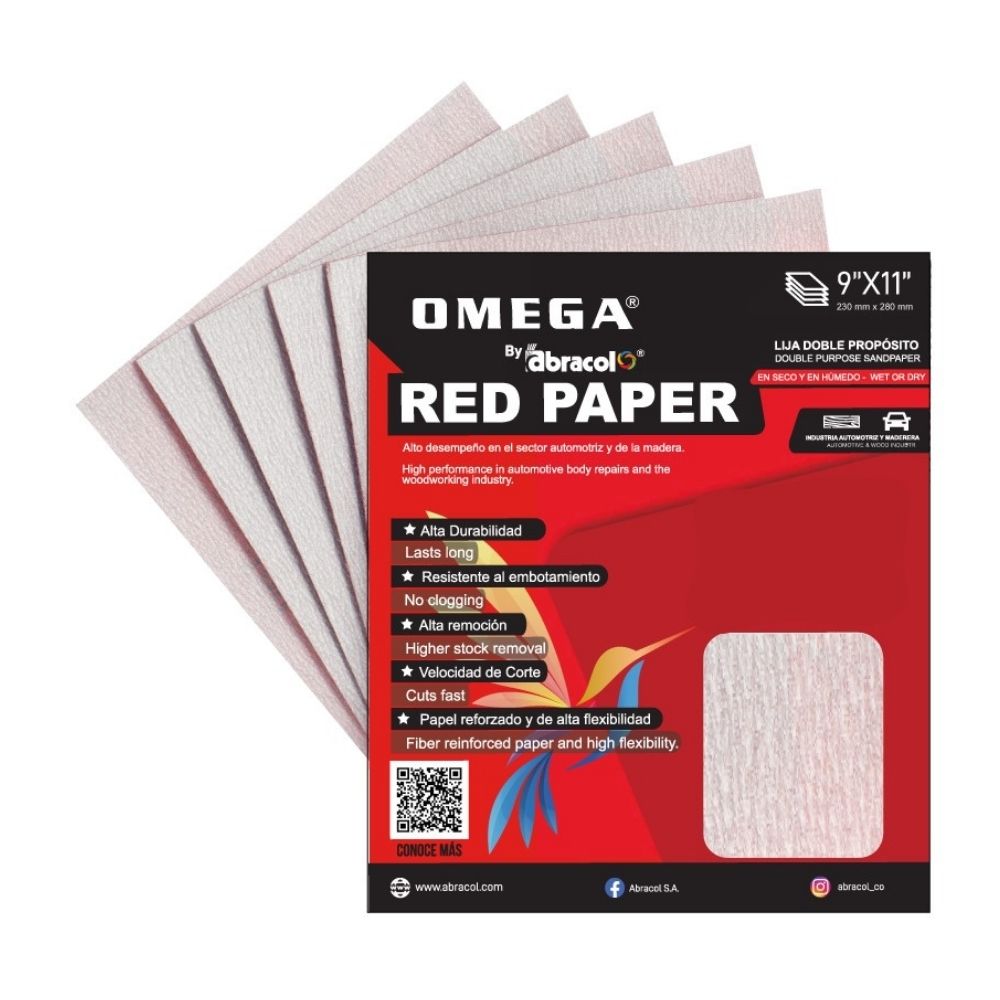 OMEGA®
By abracol®
RED PAPER
9"X11"
230 mm x 280 mm
LIJA DOBLE PROPÓSITO
DOUBLE PURPOSE SANDPAPER
EN SECO Y EN HÚMEDO - WET OR DRY
INDUSTRIA AUTOMOTRIZ Y MADERERA
AUTOMOTIVE & WOOD INDUSTR
Alto desempeño en el sector automotriz y de la madera.
High performance in automotive body repairs and the
woodworking industry.
Alta Durabilidad
Lasts long
Resistente al embotamiento
No clogging
Alta remoción
Higher stock removal
Velocidad de Corte
Cuts fast
Papel reforzado y de alta flexibilidad
Fiber reinforced paper and high flexibility.
CONOCE MÁS
www.abracol.com
Abracol S.A.
abracol_co